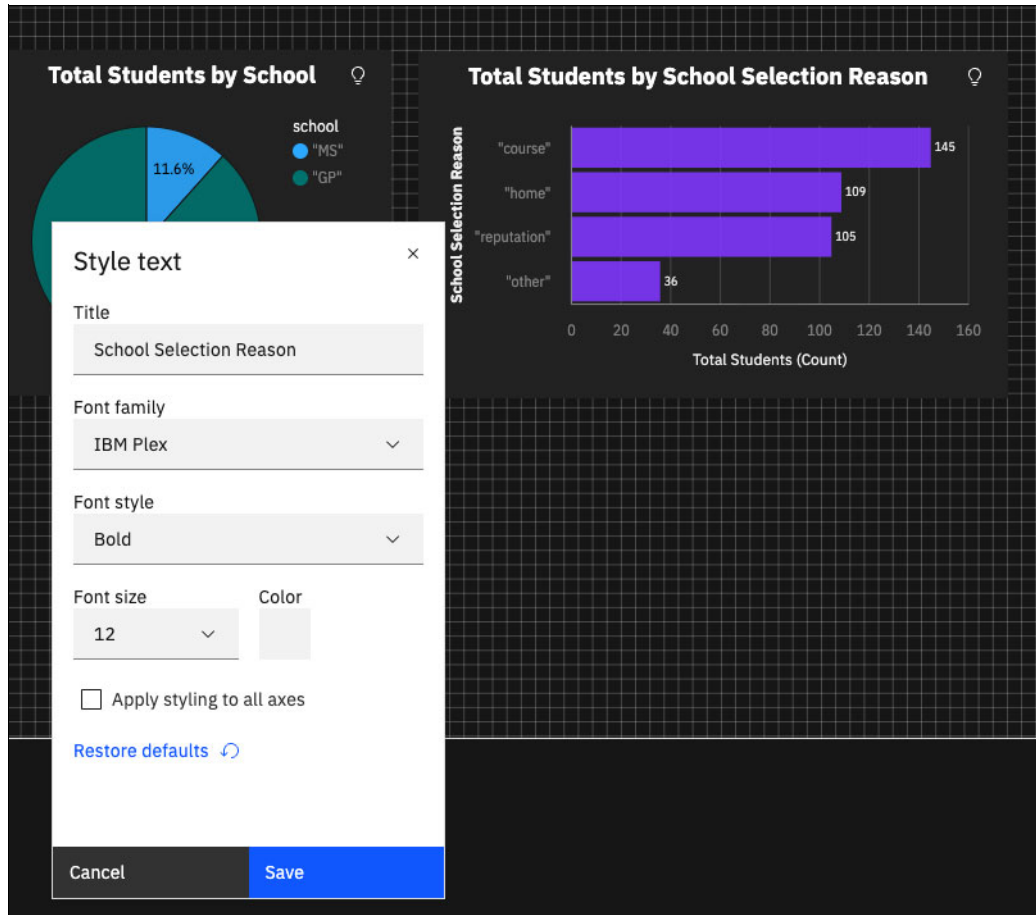 Total Students by School
school
"MS"
"GP"
11.6%
Total Students by School Selection Reason
School Selection Reason
"course"
145
"home"
109
"reputation"
105
"other"
36
0 20 40 60 80 100 120 140 160
Total Students (Count)
Style text
Title
School Selection Reason
Font family
IBM Plex
Font style
Bold
Font size Color
12
Apply styling to all axes
Restore defaults
Cancel Save